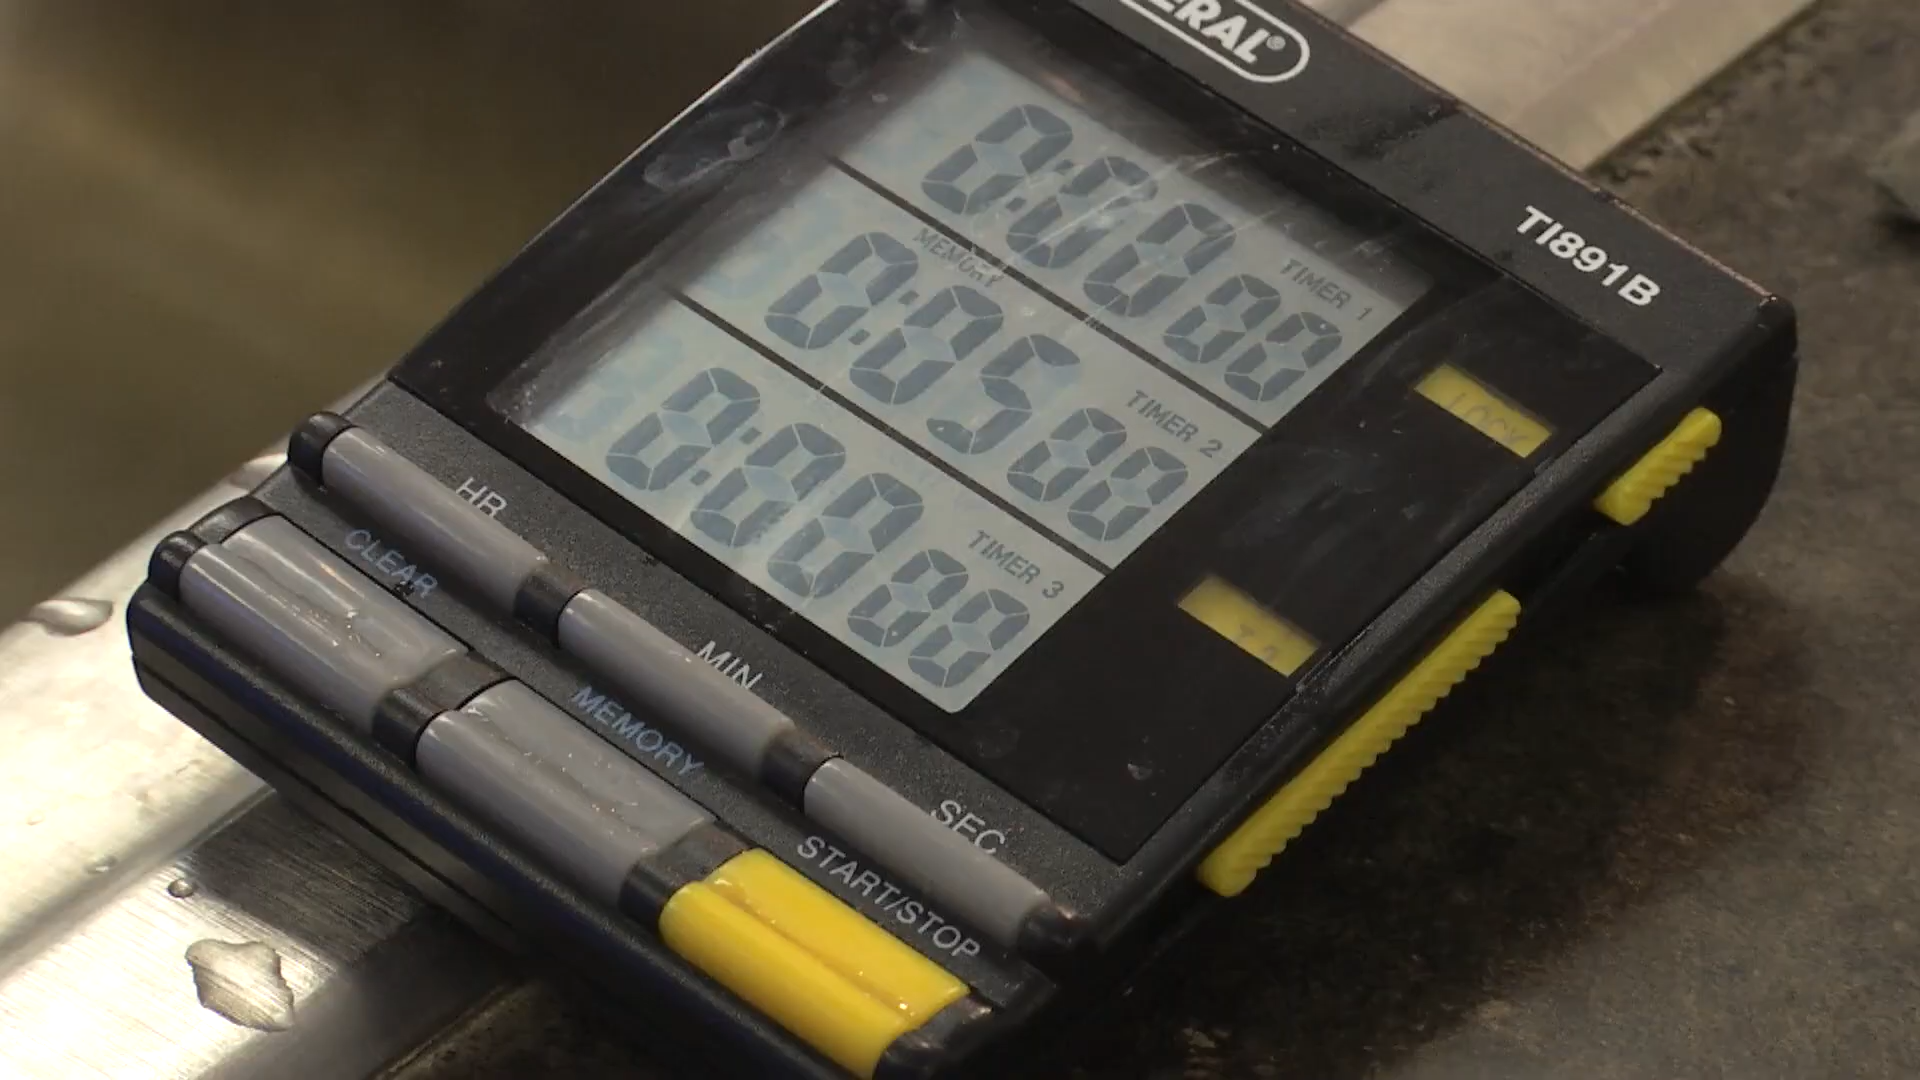 ERAL®
TI891B
0:00 00
TIMER 1
MEMORY
0:05 00
TIMER 2
0:00 00
TIMER 3
LOCK
HR
MIN
SEC
CLEAR
MEMORY
START/STOP